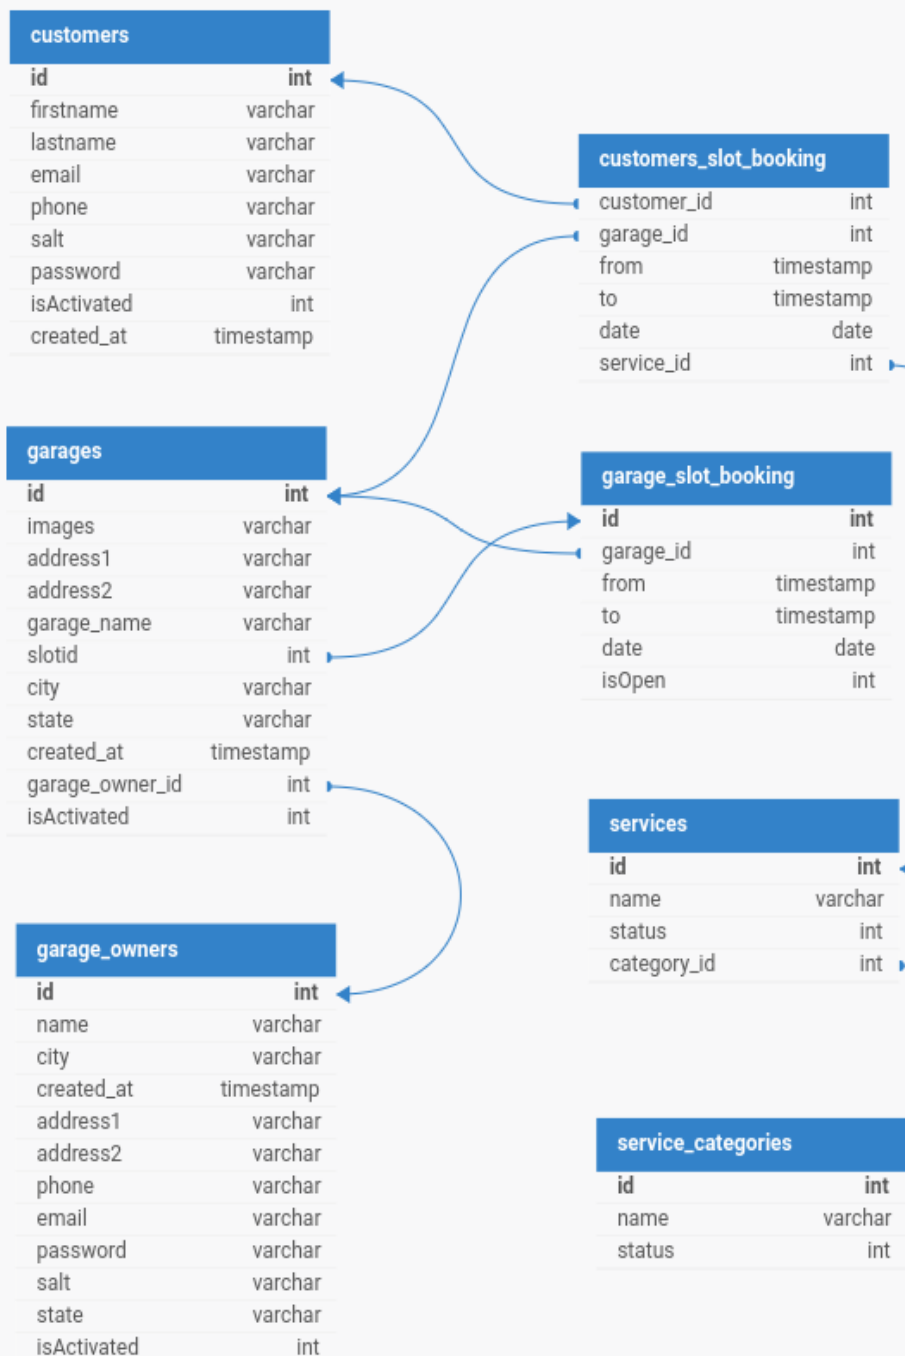 customers
id int
firstname varchar
lastname varchar
email varchar
phone varchar
salt varchar
password varchar
isActivated int
created_at timestamp
customers_slot_booking
customer_id int
garage_id int
from timestamp
to timestamp
date date
service_id int
garages
id int
images varchar
address1 varchar
address2 varchar
garage_name varchar
slotid int
city varchar
state varchar
created_at timestamp
garage_owner_id int
isActivated int
garage_slot_booking
id int
garage_id int
from timestamp
to timestamp
date date
isOpen int
services
id int
name varchar
status int
category_id int
garage_owners
id int
name varchar
city varchar
created_at timestamp
address1 varchar
address2 varchar
phone varchar
email varchar
password varchar
salt varchar
state varchar
isActivated int
service_categories
id int
name varchar
status int